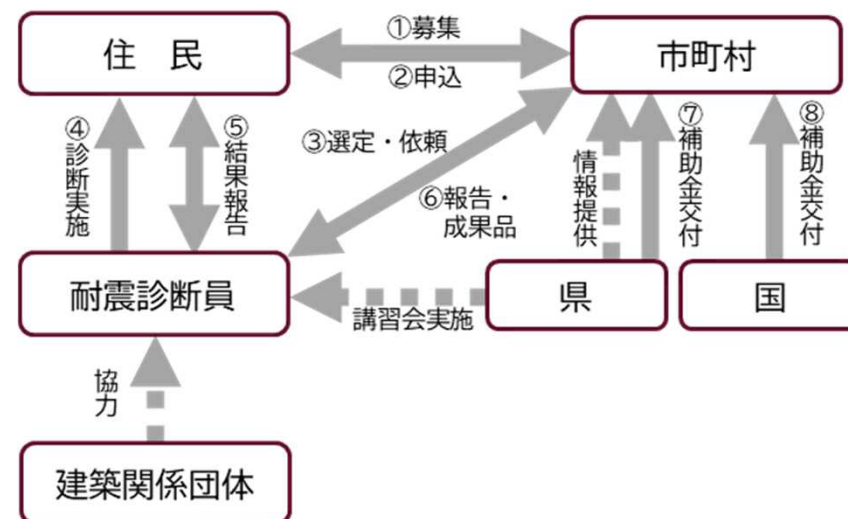 住　民
①募集
②申込
市町村
④診断実施
⑤結果報告
③選定・依頼
⑥報告・
成果品
情報提供
⑦補助金交付
⑧補助金交付
耐震診断員
講習会実施
県
国
協力
建築関係団体